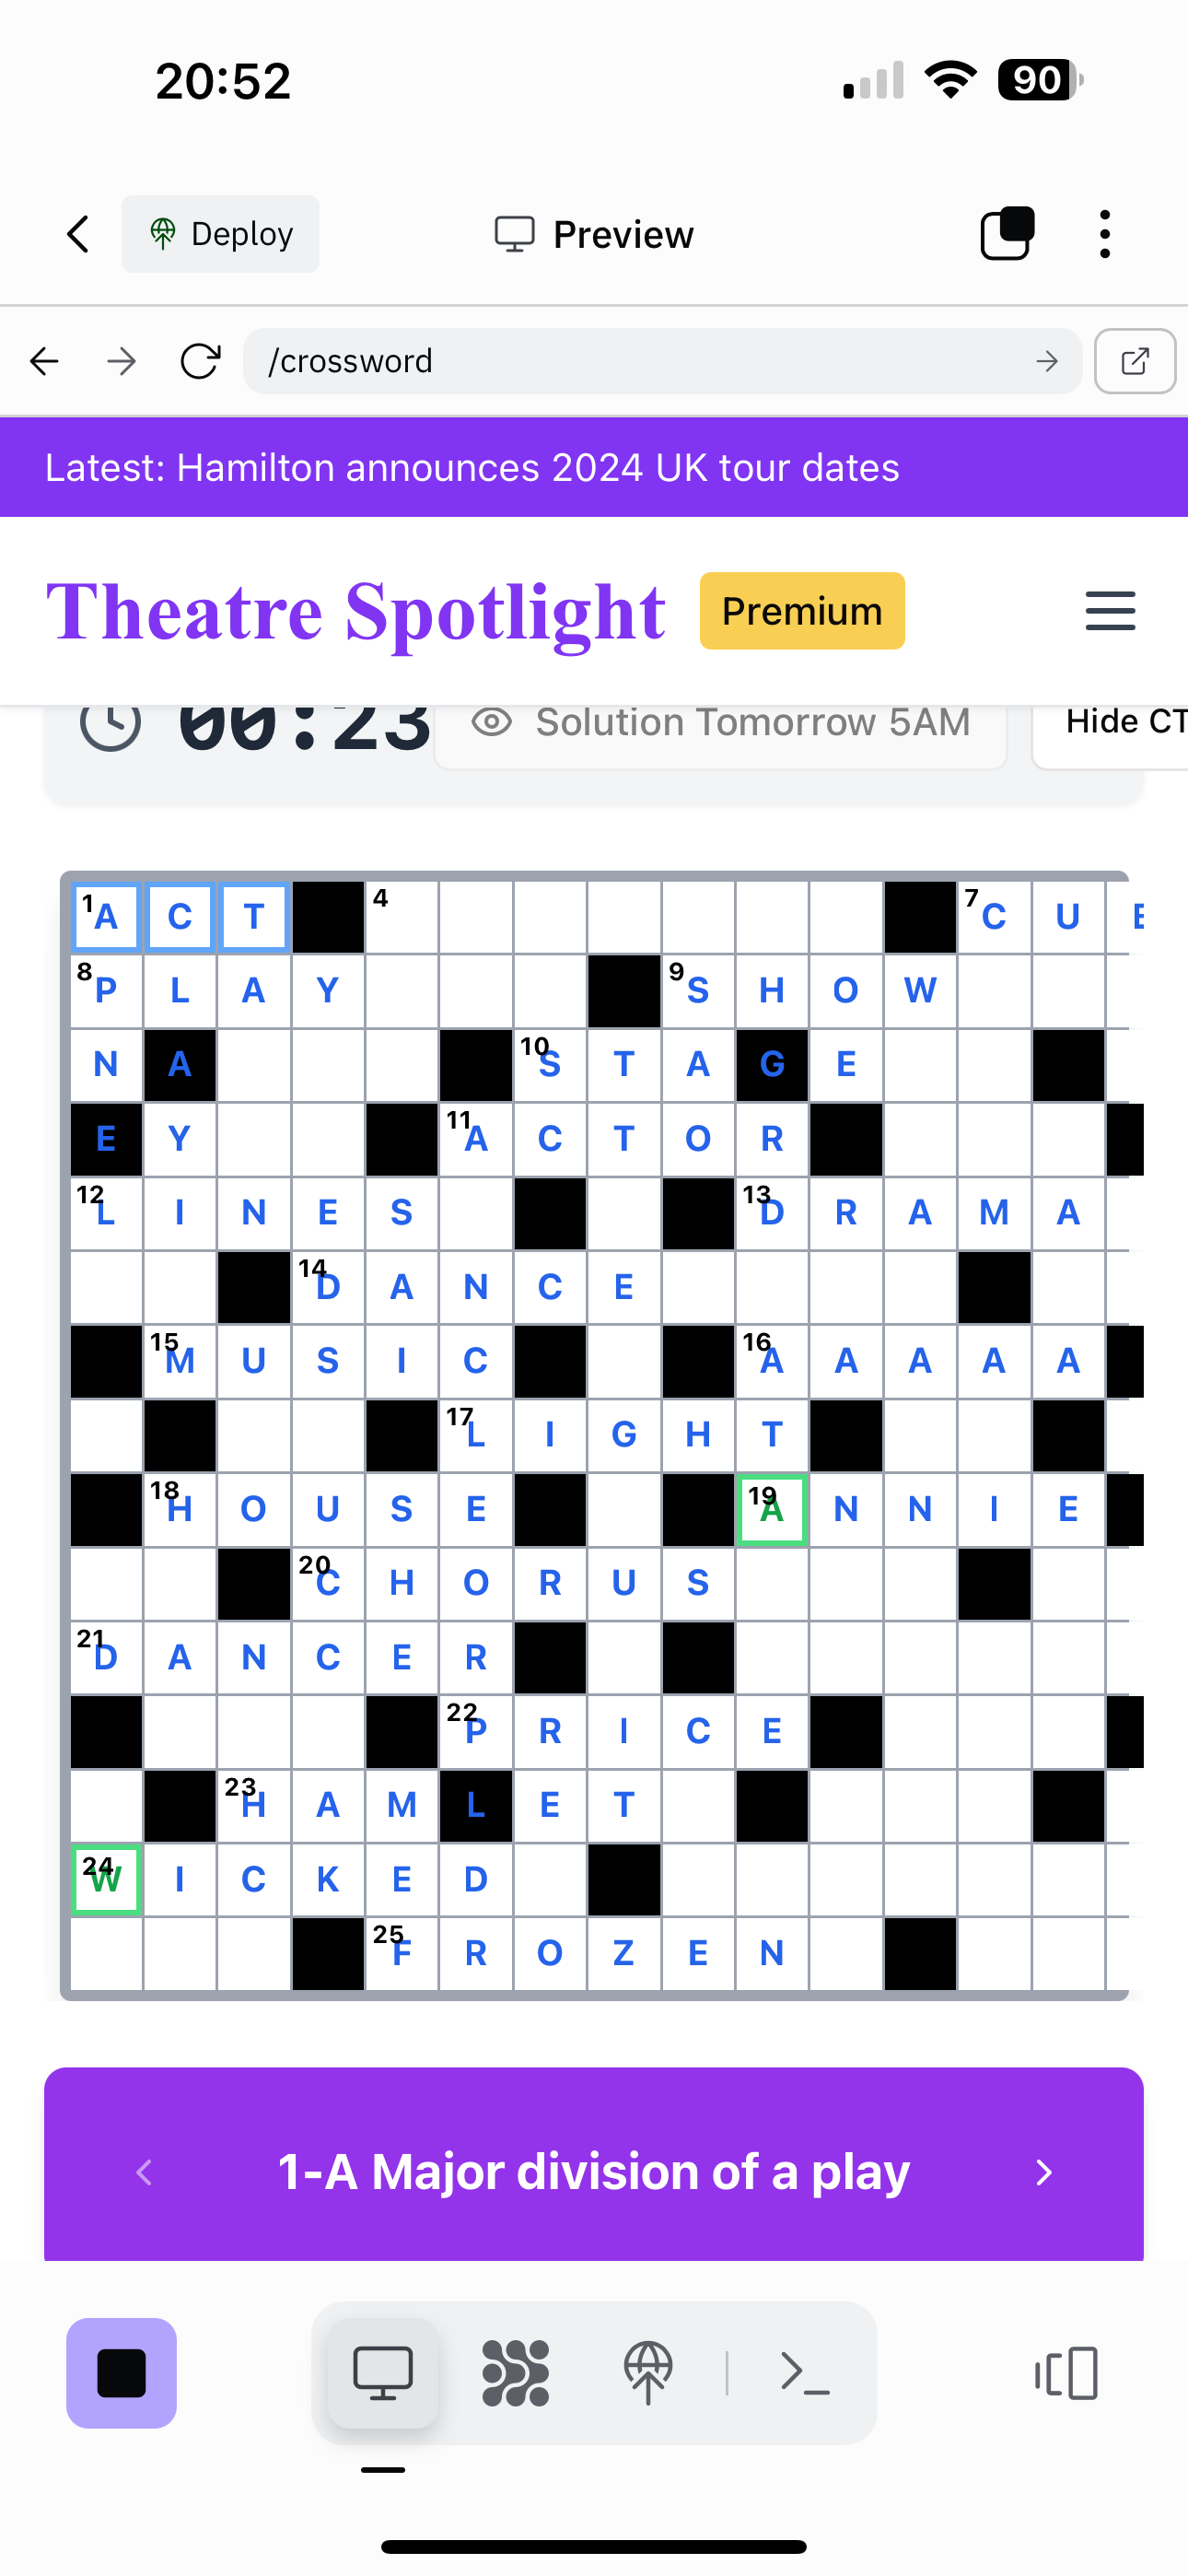 20:52
90
Deploy
Preview
/crossword
Latest: Hamilton announces 2024 UK tour dates
Theatre Spotlight
Premium
00:23
Solution Tomorrow 5AM
Hide CT
1 A C T 4 7 C U E
8 P L A Y 9 S H O W
N A 10 S T A G E
E Y 11 A C T O R
12 L I N E S 13 D R A M A
14 D A N C E
15 M U S I C 16 A A A A A
17 L I G H T
18 H O U S E 19 A N N I E
20 C H O R U S
21 D A N C E R
22 P R I C E
23 H A M L E T
24 W I C K E D
25 F R O Z E N
1-A Major division of a play